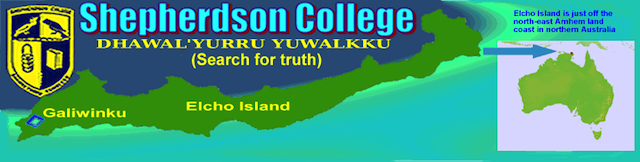 Shepherdson College
DHAWAL'YURRU YUWALKKU
(Search for truth)
Elcho Island is just off the
north-east Arnhem land
coast in northern Australia
Elcho Island
Galiwinku